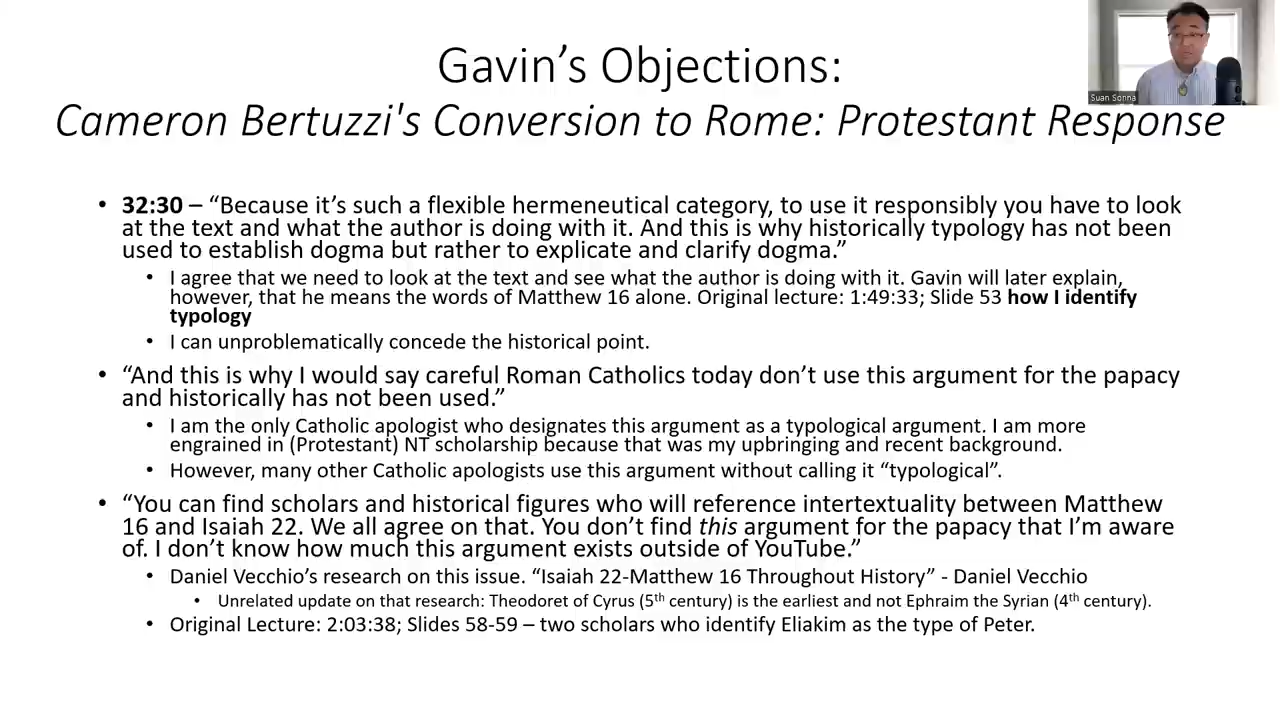 Gavin's Objections:
Cameron Bertuzzi's Conversion to Rome: Protestant Response
Suan Sonna
• 32:30 – “Because it's such a flexible hermeneutical category, to use it responsibly you have to look
at the text and what the author is doing with it. And this is why historically typology has not been
used to establish dogma but rather to explicate and clarify dogma.”
• I agree that we need to look at the text and see what the author is doing with it. Gavin will later explain,
however, that he means the words of Matthew 16 alone. Original lecture: 1:49:33; Slide 53 how I identify
typology
• I can unproblematically concede the historical point.
• “And this is why I would say careful Roman Catholics today don't use this argument for the papacy
and historically has not been used.”
• I am the only Catholic apologist who designates this argument as a typological argument. I am more
engrained in (Protestant) NT scholarship because that was my upbringing and recent background.
• However, many other Catholic apologists use this argument without calling it “typological”.
• “You can find scholars and historical figures who will reference intertextuality between Matthew
16 and Isaiah 22. We all agree on that. You don't find this argument for the papacy that I'm aware
of. I don't know how much this argument exists outside of YouTube.”
• Daniel Vecchio's research on this issue. “Isaiah 22-Matthew 16 Throughout History” - Daniel Vecchio
• Unrelated update on that research: Theodoret of Cyrus (5th century) is the earliest and not Ephraim the Syrian (4th century).
• Original Lecture: 2:03:38; Slides 58-59 – two scholars who identify Eliakim as the type of Peter.